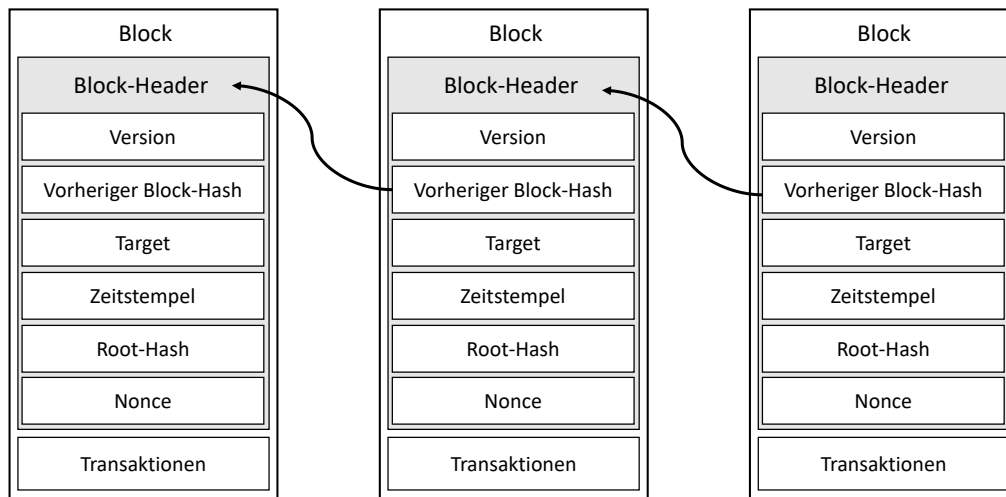 Block
Block-Header
Version
Vorheriger Block-Hash
Target
Zeitstempel
Root-Hash
Nonce
Transaktionen
Block
Block-Header
Version
Vorheriger Block-Hash
Target
Zeitstempel
Root-Hash
Nonce
Transaktionen
Block
Block-Header
Version
Vorheriger Block-Hash
Target
Zeitstempel
Root-Hash
Nonce
Transaktionen